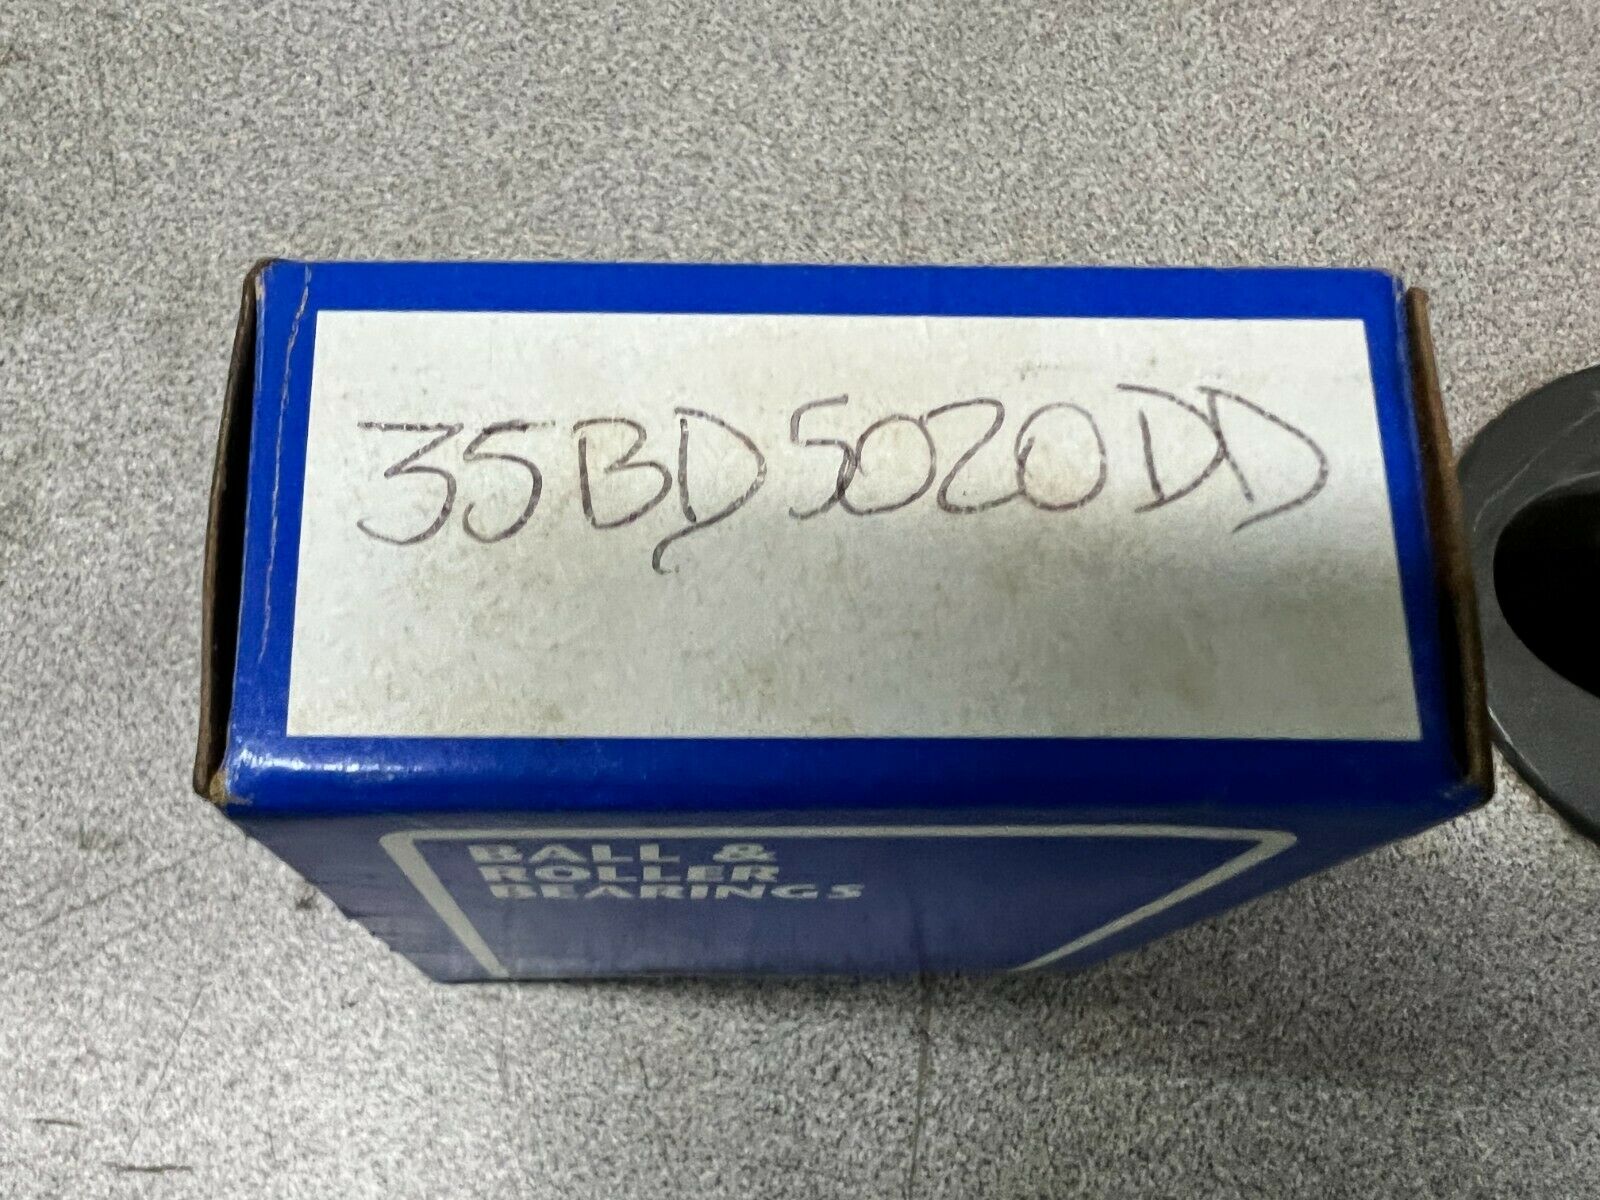 35BD5020DD
BALL &
ROLLER
BEARINGS